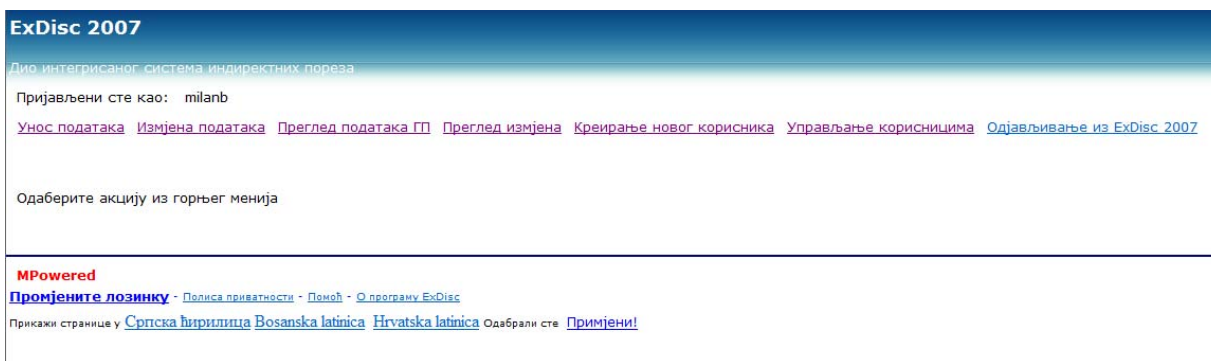 ExDisc 2007
Дио интегрисаног система индиректних пореза
Пријављени сте као: milanb
Унос података Измјена података Преглед података ГП Преглед измјена Креирање новог корисника Управљање корисницима Одјављивање из ExDisc 2007
Одаберите акцију из горњег менија
MPowered
Промјените лозинку - Полиса приватности - Помоћ - О програму ExDisc
Прикажи странице у Српска ћирилица Bosanska latinica Hrvatska latinica Одабрали сте Примјени!